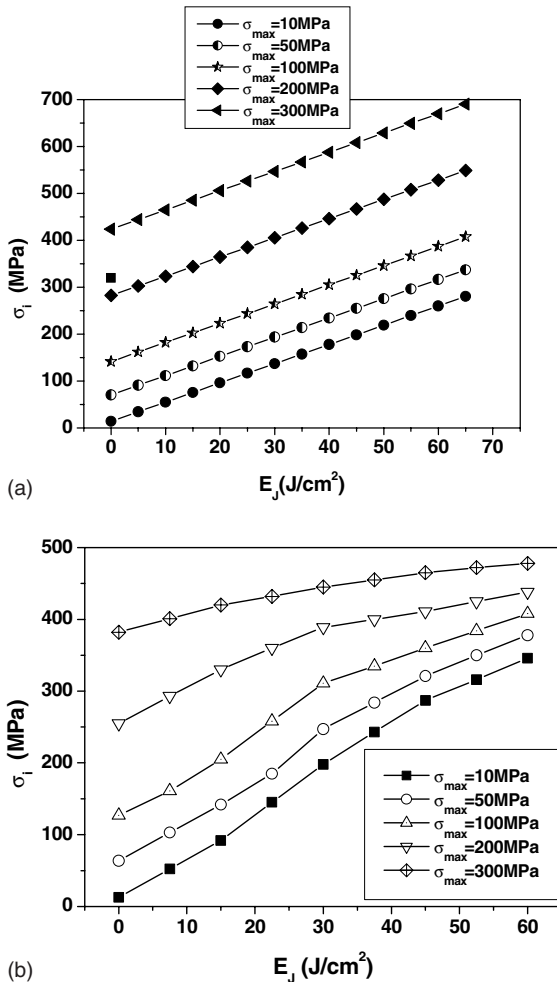 σmax=10MPa
σmax=50MPa
σmax=100MPa
σmax=200MPa
σmax=300MPa
700
600
500
400
300
200
100
0
σi (MPa)
0 10 20 30 40 50 60 70
EJ(J/cm2)
(a)
500
400
300
200
100
0
σi (MPa)
σmax=10MPa
σmax=50MPa
σmax=100MPa
σmax=200MPa
σmax=300MPa
0 10 20 30 40 50 60
EJ (J/cm2)
(b)